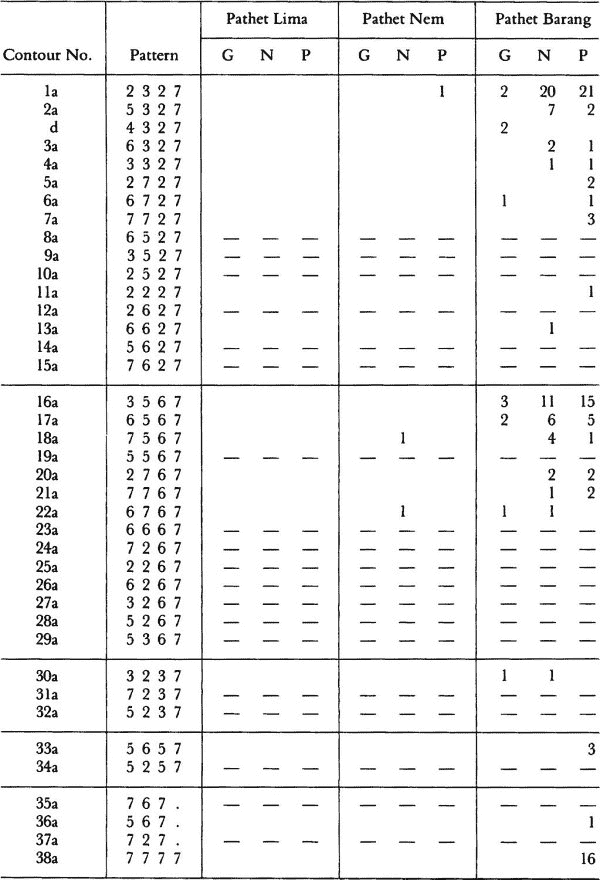 Pathet Lima Pathet Nem Pathet Barang
Contour No. Pattern G N P G N P G N P
1a 2 3 2 7 1 2 20 21
2a 5 3 2 7 7 2
d 4 3 2 7 2
3a 6 3 2 7 2 1
4a 3 3 2 7 1 1
5a 2 7 2 7 2
6a 6 7 2 7 1 1
7a 7 7 2 7 3
8a 6 5 2 7 — — — — — — — — —
9a 3 5 2 7 — — — — — — — — —
10a 2 5 2 7 — — — — — — — — —
11a 2 2 2 7 1
12a 2 6 2 7 — — — — — — — — —
13a 6 6 2 7 1
14a 5 6 2 7 — — — — — — — — —
15a 7 6 2 7 — — — — — — — — —
16a 3 5 6 7 3 11 15
17a 6 5 6 7 2 6 5
18a 7 5 6 7 1 4 1
19a 5 5 6 7 — — — — — — — — —
20a 2 7 6 7 2 2
21a 7 7 6 7 1 2
22a 6 7 6 7 1 1 1
23a 6 6 6 7 — — — — — — — — —
24a 7 2 6 7 — — — — — — — — —
25a 2 2 6 7 — — — — — — — — —
26a 6 2 6 7 — — — — — — — — —
27a 3 2 6 7 — — — — — — — — —
28a 5 2 6 7 — — — — — — — — —
29a 5 3 6 7 — — — — — — — — —
30a 3 2 3 7 1 1
31a 7 2 3 7 — — — — — — — — —
32a 5 2 3 7 — — — — — — — — —
33a 5 6 5 7 3
34a 5 2 5 7 — — — — — — — — —
35a 7 6 7 . — — — — — — — — —
36a 5 6 7 . 1
37a 7 2 7 . — — — — — — — — —
38a 7 7 7 7 16